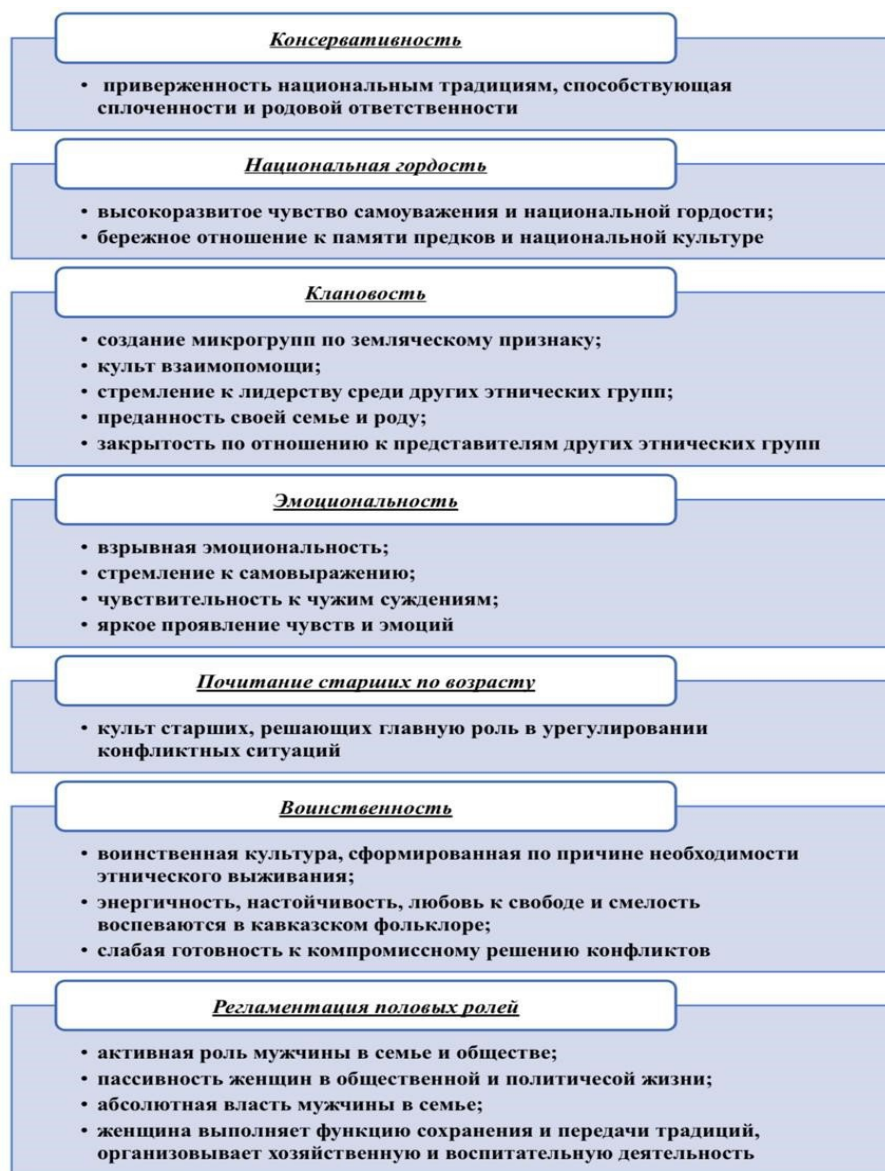 Консервативность
• приверженность национальным традициям, способствующая
сплоченности и родовой ответственности
Национальная гордость
• высокоразвитое чувство самоуважения и национальной гордости;
• бережное отношение к памяти предков и национальной культуре
Клановость
• создание микрогрупп по земляческому признаку;
• культ взаимопомощи;
• стремление к лидерству среди других этнических групп;
• преданность своей семье и роду;
• закрытость по отношению к представителям других этнических групп
Эмоциональность
• взрывная эмоциональность;
• стремление к самовыражению;
• чувствительность к чужим суждениям;
• яркое проявление чувств и эмоций
Почитание старших по возрасту
• культ старших, решающих главную роль в урегулировании
конфликтных ситуаций
Воинственность
• воинственная культура, сформированная по причине необходимости
этнического выживания;
• энергичность, настойчивость, любовь к свободе и смелость
воспеваются в кавказском фольклоре;
• слабая готовность к компромиссному решению конфликтов
Регламентация половых ролей
• активная роль мужчины в семье и обществе;
• пассивность женщин в общественной и политичесой жизни;
• абсолютная власть мужчины в семье;
• женщина выполняет функцию сохранения и передачи традиций,
организовывает хозяйственную и воспитательную деятельность